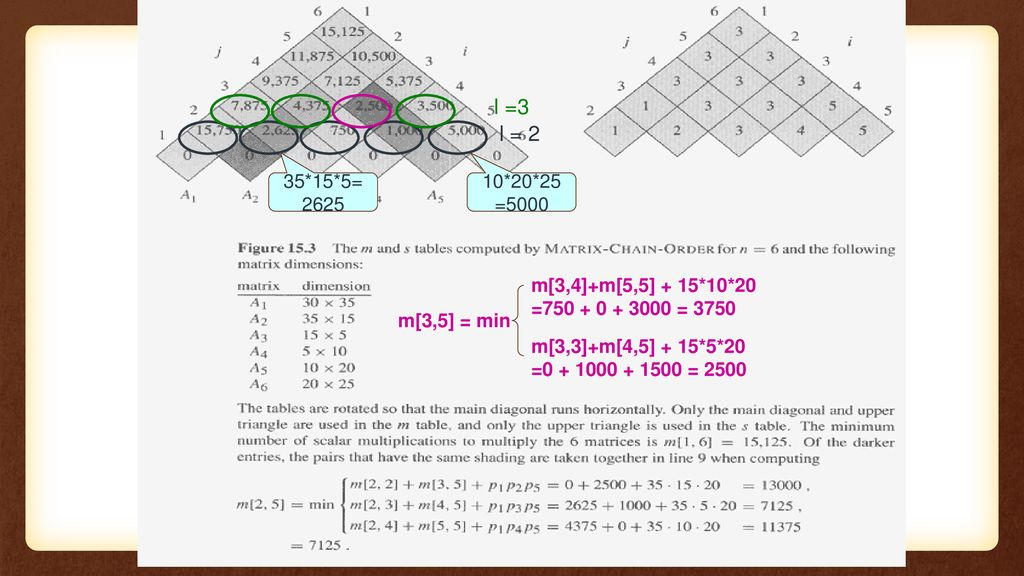 6 1 6 1
5 15,125 2 j 5 3 2 i
j 4 11,875 10,500 3 i 4 3 3 3
3 9,375 7,125 5,375 4 3 3 3 3 4
2 7,875 4,375 2,500 3,500 5 l =3 2 1 3 3 5 5
1 15,75 2,625 750 1,000 5,000 6 l = 2 1 2 3 4 5
0 0 0 0 0 0
A1 A2 A5
35*15*5=
2625
10*20*25
=5000
Figure 15.3 The m and s tables computed by MATRIX-CHAIN-ORDER for n = 6 and the following
matrix dimensions:
matrix dimension
A1 30 × 35
A2 35 × 15
A3 15 × 5
A4 5 × 10
A5 10 × 20
A6 20 × 25
m[3,5] = min
m[3,4]+m[5,5] + 15*10*20
=750 + 0 + 3000 = 3750
m[3,3]+m[4,5] + 15*5*20
=0 + 1000 + 1500 = 2500
The tables are rotated so that the main diagonal runs horizontally. Only the main diagonal and upper
triangle are used in the m table, and only the upper triangle is used in the s table. The minimum
number of scalar multiplications to multiply the 6 matrices is m[1, 6] = 15,125. Of the darker
entries, the pairs that have the same shading are taken together in line 9 when computing
m[2, 2] + m[3, 5] + p1p2p5 = 0 + 2500 + 35 · 15 · 20 = 13000 ,
m[2, 5] = min m[2, 3] + m[4, 5] + p1p3p5 = 2625 + 1000 + 35 · 5 · 20 = 7125 ,
m[2, 4] + m[5, 5] + p1p4p5 = 4375 + 0 + 35 · 10 · 20 = 11375
= 7125 .